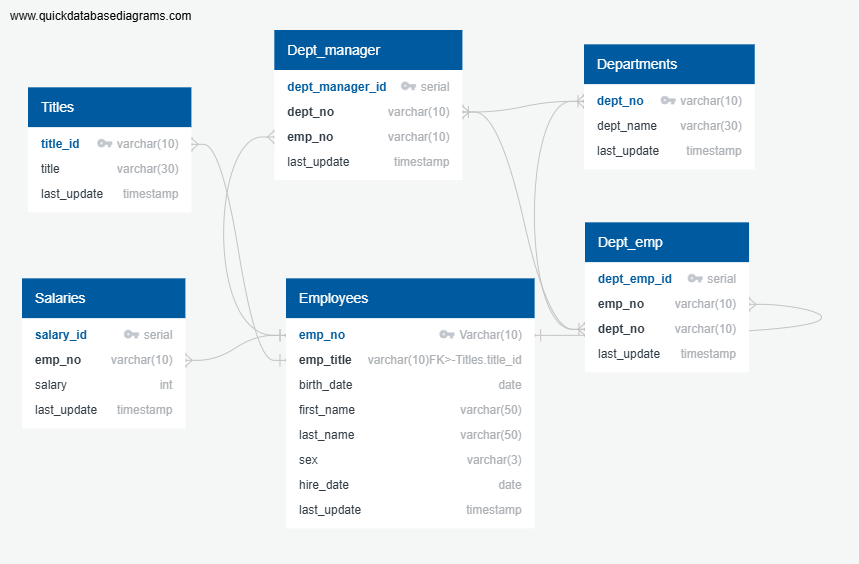 www.quickdatabasediagrams.com
Titles
title_id varchar(10)
title varchar(30)
last_update timestamp
Dept_manager
dept_manager_id serial
dept_no varchar(10)
emp_no varchar(10)
last_update timestamp
Departments
dept_no varchar(10)
dept_name varchar(30)
last_update timestamp
Salaries
salary_id serial
emp_no varchar(10)
salary int
last_update timestamp
Employees
emp_no Varchar(10)
emp_title varchar(10)FK>-Titles.title_id
birth_date date
first_name varchar(50)
last_name varchar(50)
sex varchar(3)
hire_date date
last_update timestamp
Dept_emp
dept_emp_id serial
emp_no varchar(10)
dept_no varchar(10)
last_update timestamp